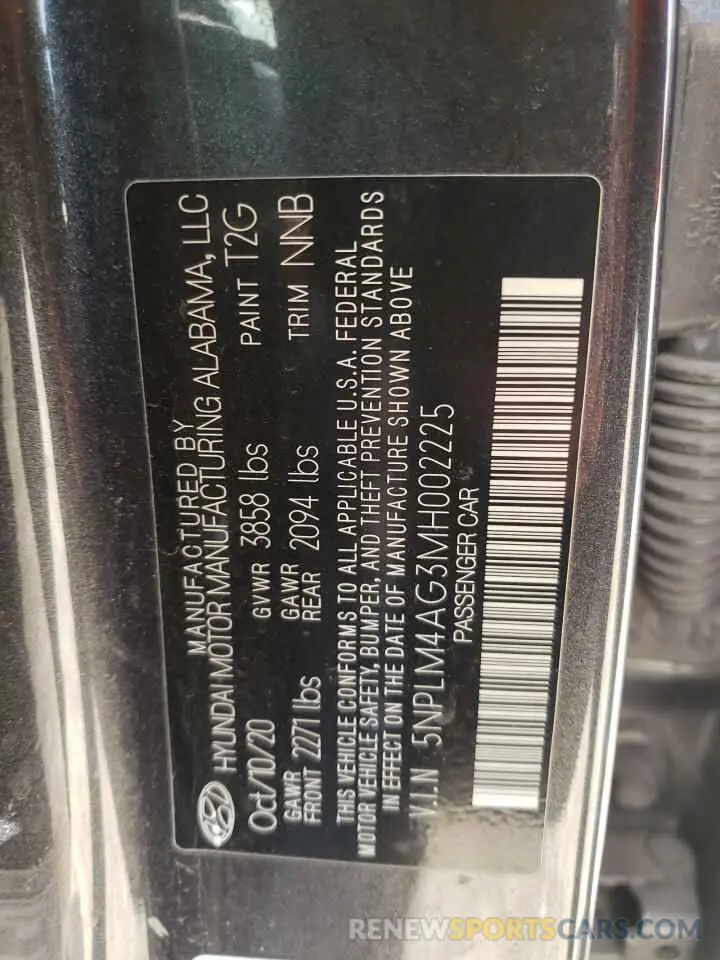 MANUFACTURED BY
HYUNDAI MOTOR MANUFACTURING ALABAMA, LLC
Oct/10/20 GVWR 3858 lbs PAINT T2G
GAWR FRONT 2271 lbs GAWR REAR 2094 lbs TRIM NNB
THIS VEHICLE CONFORMS TO ALL APPLICABLE U.S.A. FEDERAL
MOTOR VEHICLE SAFETY, BUMPER, AND THEFT PREVENTION STANDARDS
IN EFFECT ON THE DATE OF MANUFACTURE SHOWN ABOVE
V.I.N 5NPLM4AG3MH002225
PASSENGER CAR
RENEWSPORTSCARS.COM